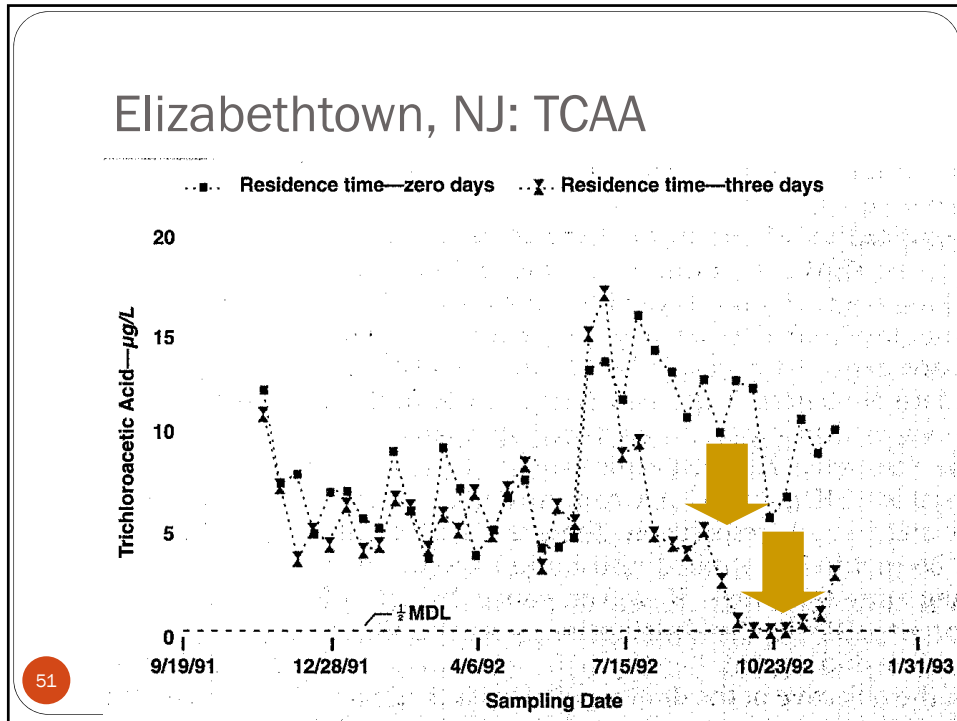 Elizabethtown, NJ: TCAA
Residence time—zero days Residence time—three days
20
15
10
5
0
Trichloroacetic Acid—µg/L
½ MDL
9/19/91 12/28/91 4/6/92 7/15/92 10/23/92 1/31/93
Sampling Date
51